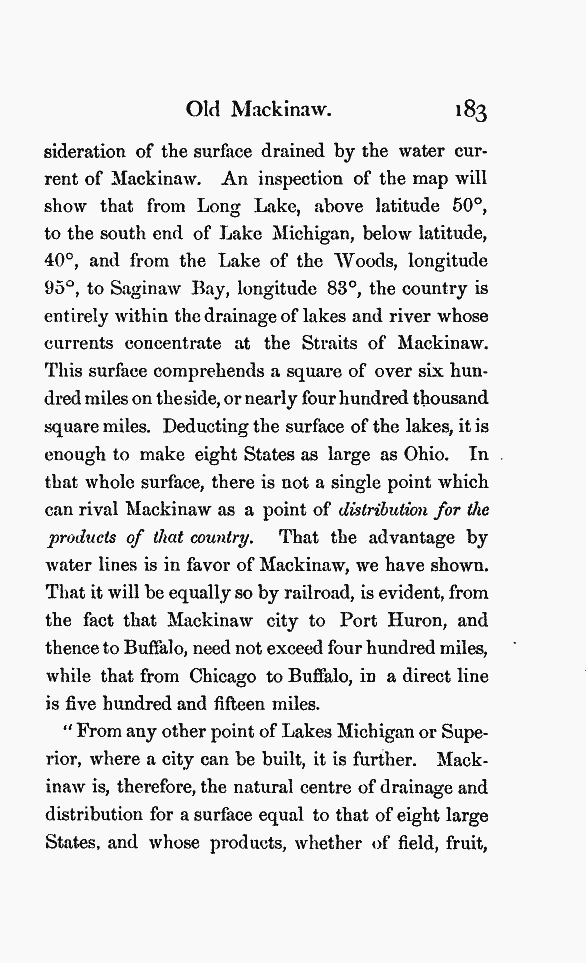 Old Mackinaw. 183
sideration of the surface drained by the water cur-
rent of Mackinaw. An inspection of the map will
show that from Long Lake, above latitude 50°,
to the south end of Lake Michigan, below latitude,
40°, and from the Lake of the Woods, longitude
95°, to Saginaw Bay, longitude 83°, the country is
entirely within the drainage of lakes and river whose
currents concentrate at the Straits of Mackinaw.
This surface comprehends a square of over six hun-
dred miles on the side, or nearly four hundred thousand
square miles. Deducting the surface of the lakes, it is
enough to make eight States as large as Ohio. In
that whole surface, there is not a single point which
can rival Mackinaw as a point of distribution for the
products of that country. That the advantage by
water lines is in favor of Mackinaw, we have shown.
That it will be equally so by railroad, is evident, from
the fact that Mackinaw city to Port Huron, and
thence to Buffalo, need not exceed four hundred miles,
while that from Chicago to Buffalo, in a direct line
is five hundred and fifteen miles.
"From any other point of Lakes Michigan or Supe-
rior, where a city can be built, it is further. Mack-
inaw is, therefore, the natural centre of drainage and
distribution for a surface equal to that of eight large
States, and whose products, whether of field, fruit,